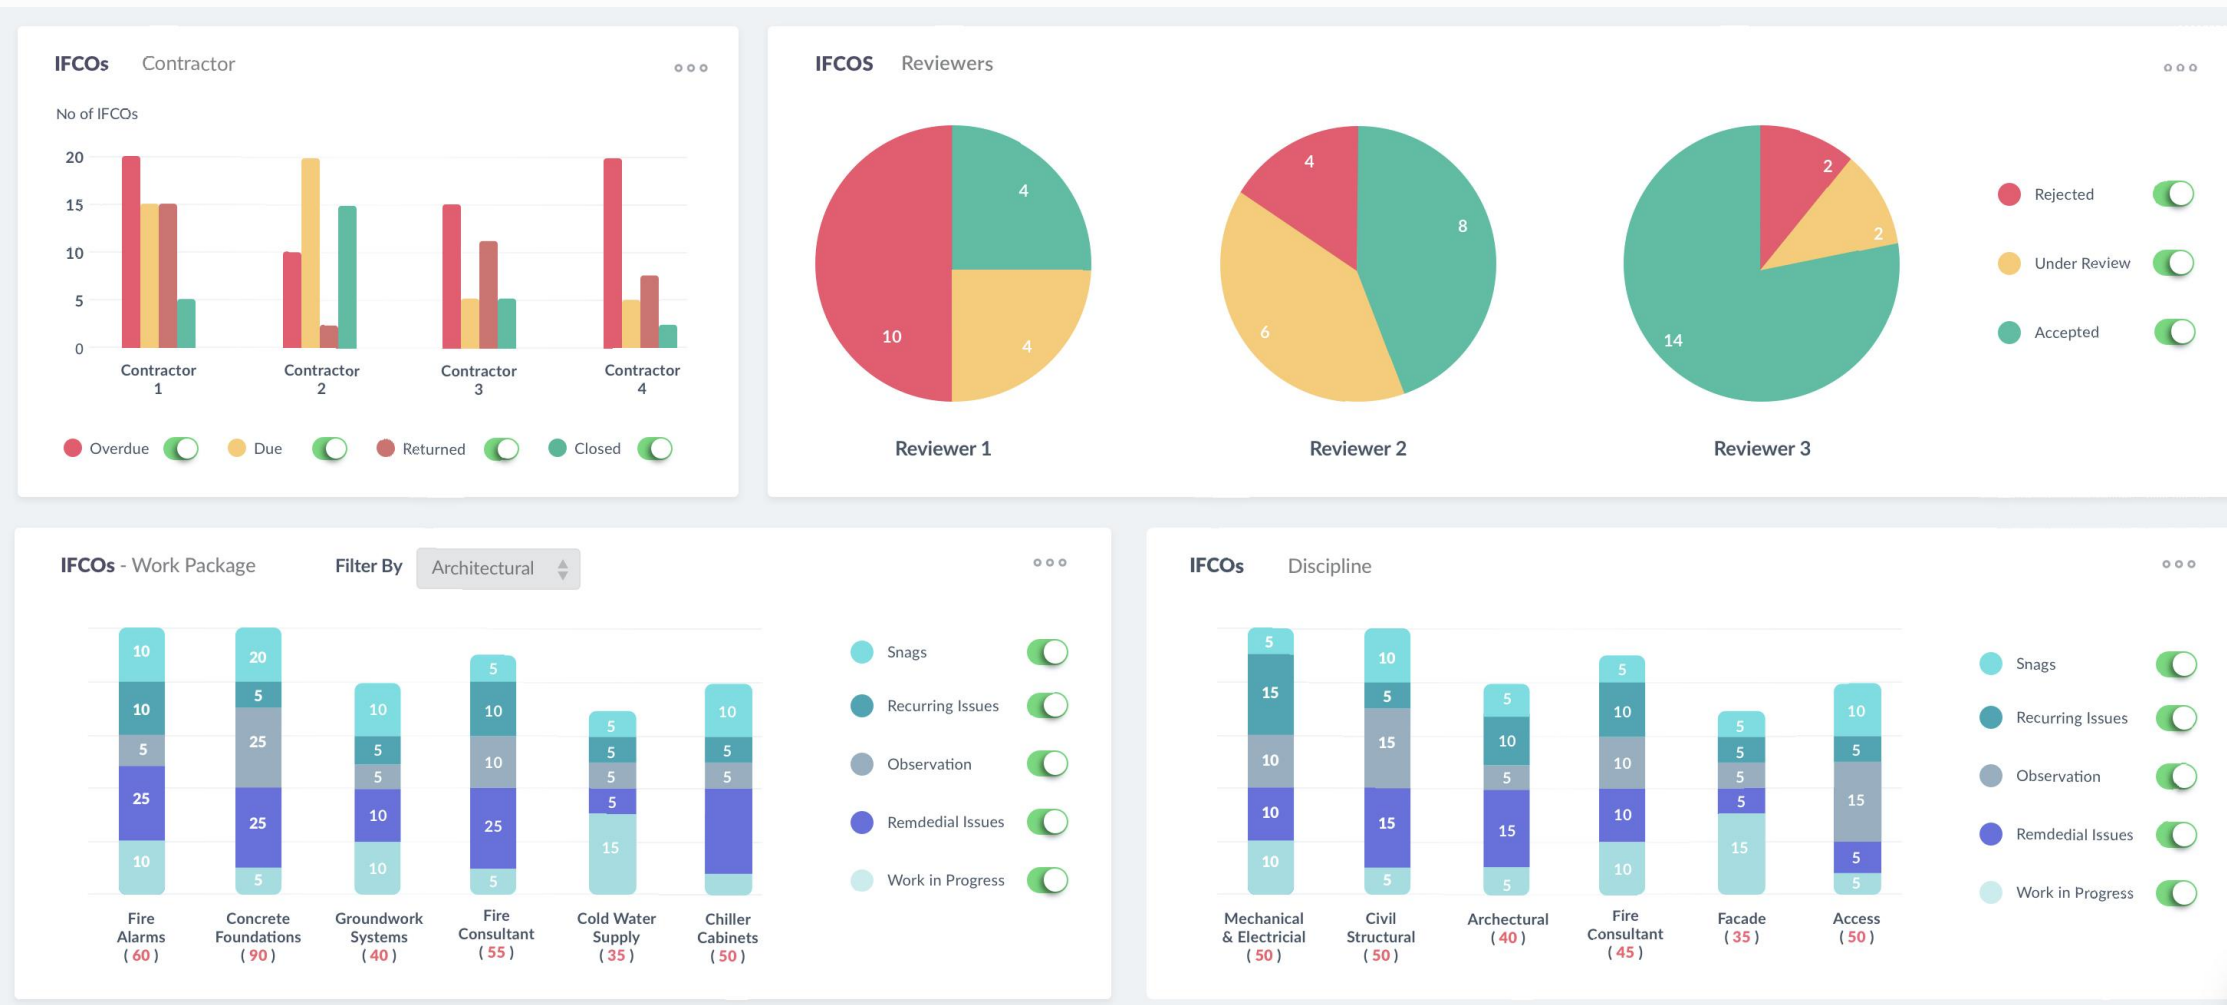 IFCOs Contractor
No of IFCOs
20
15
10
5
0
Contractor 1
Contractor 2
Contractor 3
Contractor 4
Overdue Due Returned Closed
IFCOS Reviewers
4
10
4
4
8
6
2
2
14
Reviewer 1 Reviewer 2 Reviewer 3
Rejected
Under Review
Accepted
IFCOs - Work Package Filter By Architectural
10
10
5
25
10
20
5
25
25
5
10
5
5
10
10
5
10
10
25
5
5
5
5
5
15
10
5
5
Fire Alarms (60)
Concrete Foundations (90)
Groundwork Systems (40)
Fire Consultant (55)
Cold Water Supply (35)
Chiller Cabinets (50)
Snags
Recurring Issues
Observation
Remdedial Issues
Work in Progress
IFCOs Discipline
5
15
10
10
10
10
5
15
15
5
5
10
5
15
5
5
10
10
10
10
5
5
5
5
15
10
5
15
5
5
Mechanical & Electricial (50)
Civil Structural (50)
Archectural (40)
Fire Consultant (45)
Facade (35)
Access (50)
Snags
Recurring Issues
Observation
Remdedial Issues
Work in Progress